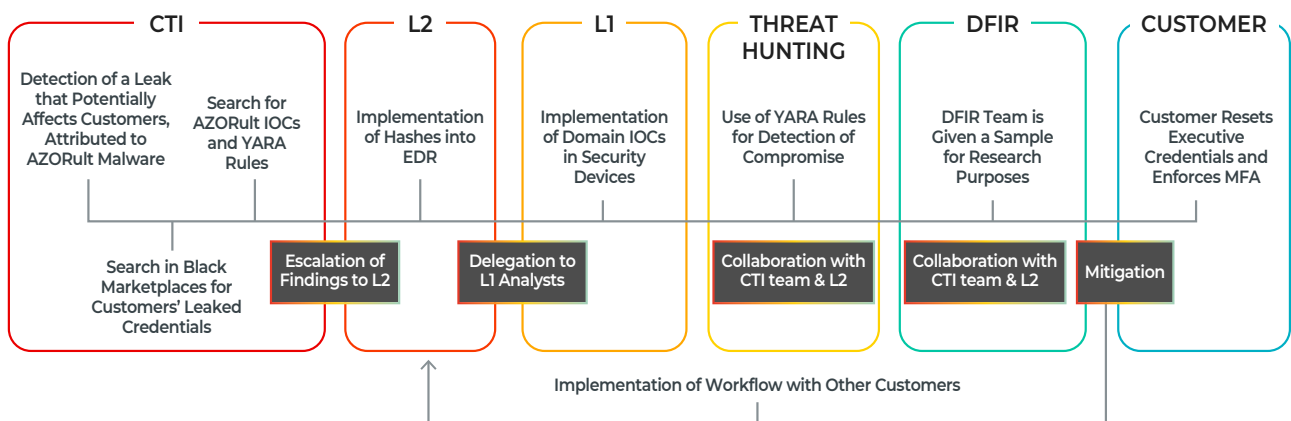 CTI
L2
L1
THREAT
HUNTING
DFIR
CUSTOMER
Detection of a Leak
that Potentially
Affects Customers,
Attributed to
AZORult Malware
Search for
AZORult IOCs
and YARA
Rules
Implementation
of Hashes into
EDR
Implementation
of Domain IOCs
in Security
Devices
Use of YARA Rules
for Detection of
Compromise
DFIR Team is
Given a Sample
for Research
Purposes
Customer Resets
Executive
Credentials and
Enforces MFA
Search in Black
Marketplaces for
Customers' Leaked
Credentials
Escalation of
Findings to L2
Delegation to
L1 Analysts
Collaboration with
CTI team & L2
Collaboration with
CTI team & L2
Mitigation
Implementation of Workflow with Other Customers